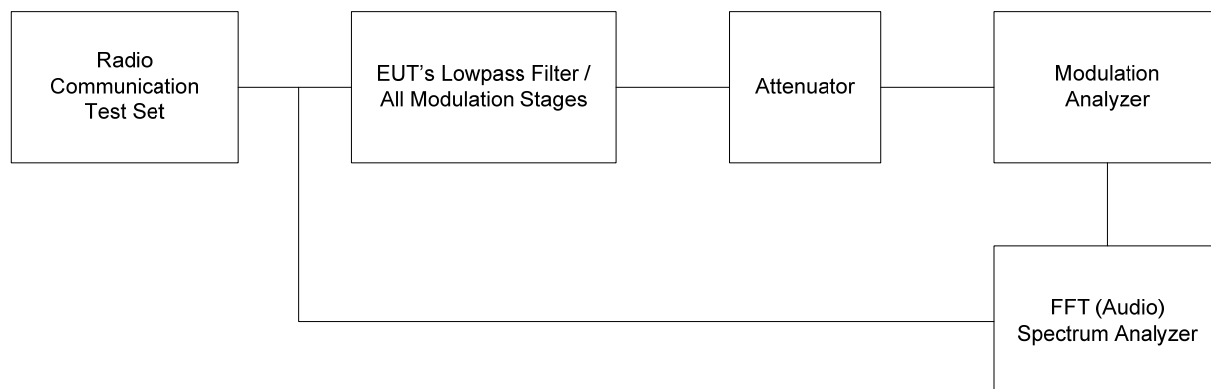 Radio
Communication
Test Set
EUT’s Lowpass Filter /
All Modulation Stages
Attenuator
Modulation
Analyzer
FFT (Audio)
Spectrum Analyzer